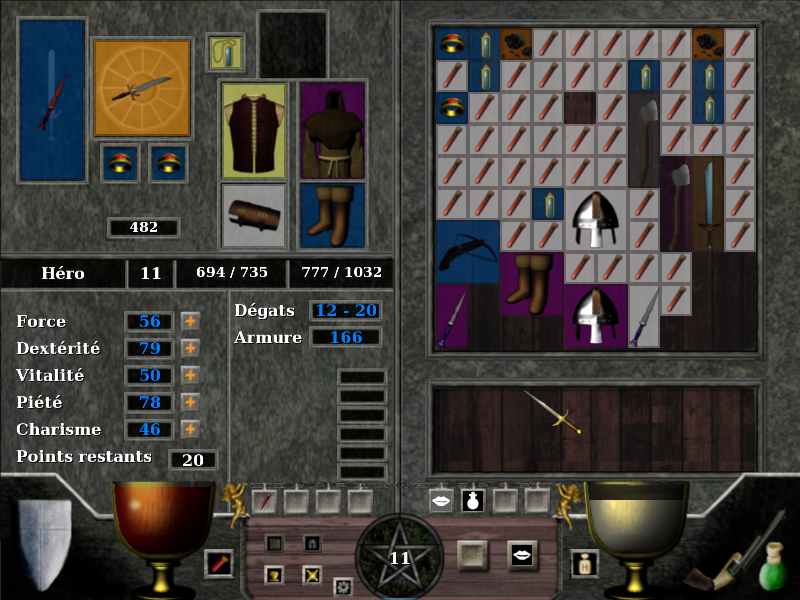 482
Héro 11 694 / 735 777 / 1032
Force 56 +
Dextérité 79 +
Vitalité 50 +
Piété 78 +
Charisme 46 +
Points restants 20
Dégats 12 - 20
Armure 166
11
H